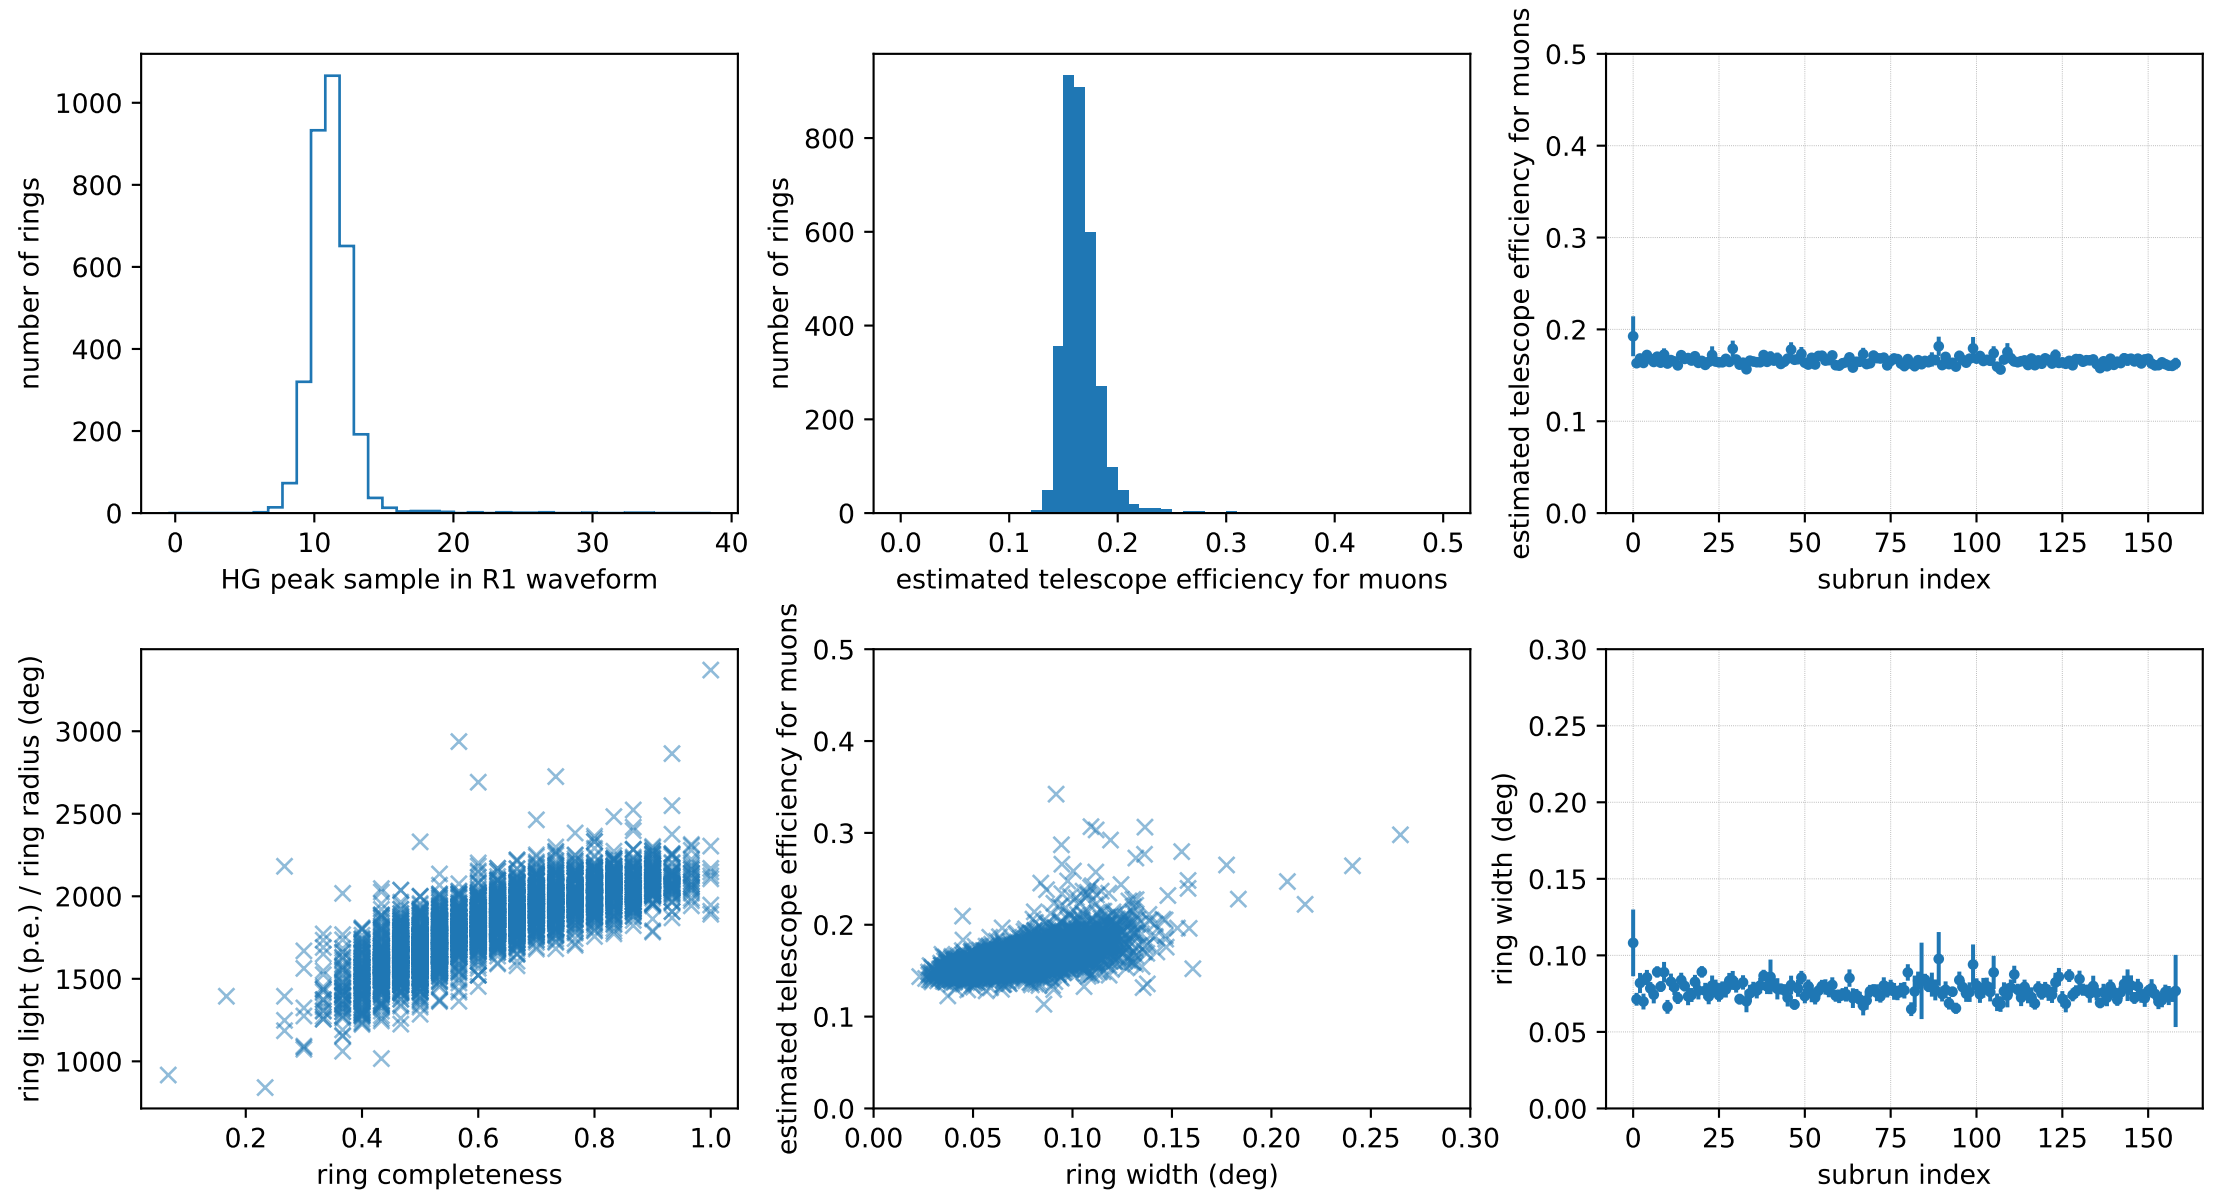 number of rings
1000
800
600
400
200
0
0 10 20 30 40
HG peak sample in R1 waveform
number of rings
800
600
400
200
0
0.0 0.1 0.2 0.3 0.4 0.5
estimated telescope efficiency for muons
estimated telescope efficiency for muons
0.5
0.4
0.3
0.2
0.1
0.0
0 25 50 75 100 125 150
subrun index
ring light (p.e.) / ring radius (deg)
3000
2500
2000
1500
1000
0.2 0.4 0.6 0.8 1.0
ring completeness
estimated telescope efficiency for muons
0.5
0.4
0.3
0.2
0.1
0.0
0.00 0.05 0.10 0.15 0.20 0.25 0.30
ring width (deg)
ring width (deg)
0.30
0.25
0.20
0.15
0.10
0.05
0.00
0 25 50 75 100 125 150
subrun index